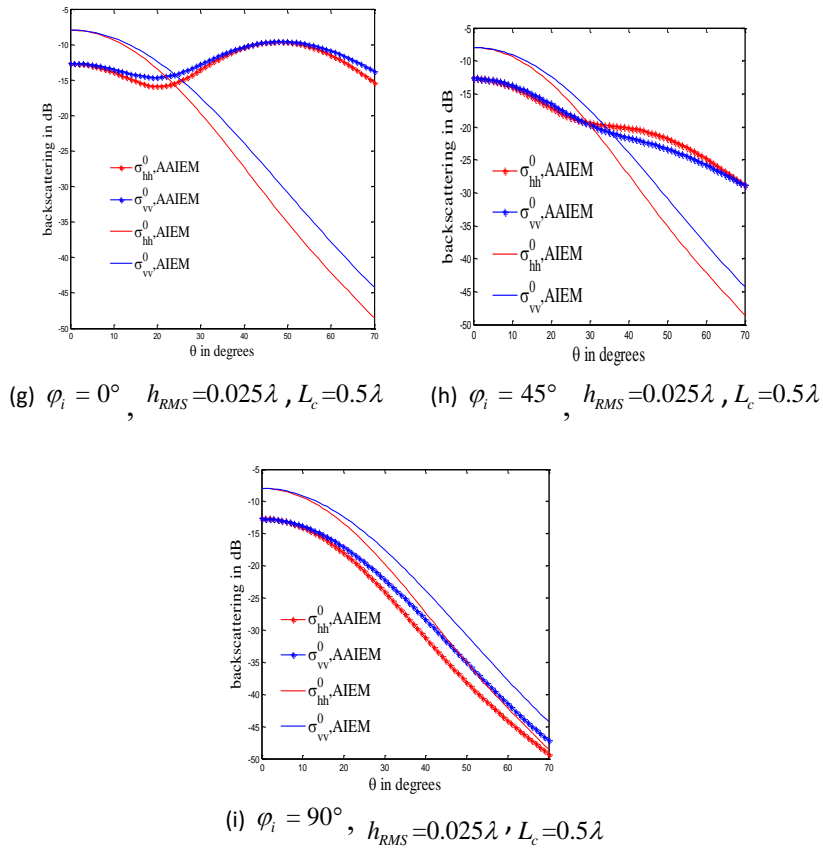 backscattering in dB
-5
-10
-15
-20
-25
-30
-35
-40
-45
-50
σ⁰hh,AAIEM
σ⁰vv,AAIEM
σ⁰hh,AIEM
σ⁰vv,AIEM
0 10 20 30 40 50 60 70
θ in degrees
backscattering in dB
-5
-10
-15
-20
-25
-30
-35
-40
-45
-50
σ⁰hh,AAIEM
σ⁰vv,AAIEM
σ⁰hh,AIEM
σ⁰vv,AIEM
0 10 20 30 40 50 60 70
θ in degrees
(g) φi = 0° , hRMS=0.025λ , Lc=0.5λ
(h) φi = 45° , hRMS=0.025λ , Lc=0.5λ
backscattering in dB
-5
-10
-15
-20
-25
-30
-35
-40
-45
-50
σ⁰hh,AAIEM
σ⁰vv,AAIEM
σ⁰hh,AIEM
σ⁰vv,AIEM
0 10 20 30 40 50 60 70
θ in degrees
(i) φi = 90° , hRMS=0.025λ , Lc=0.5λ